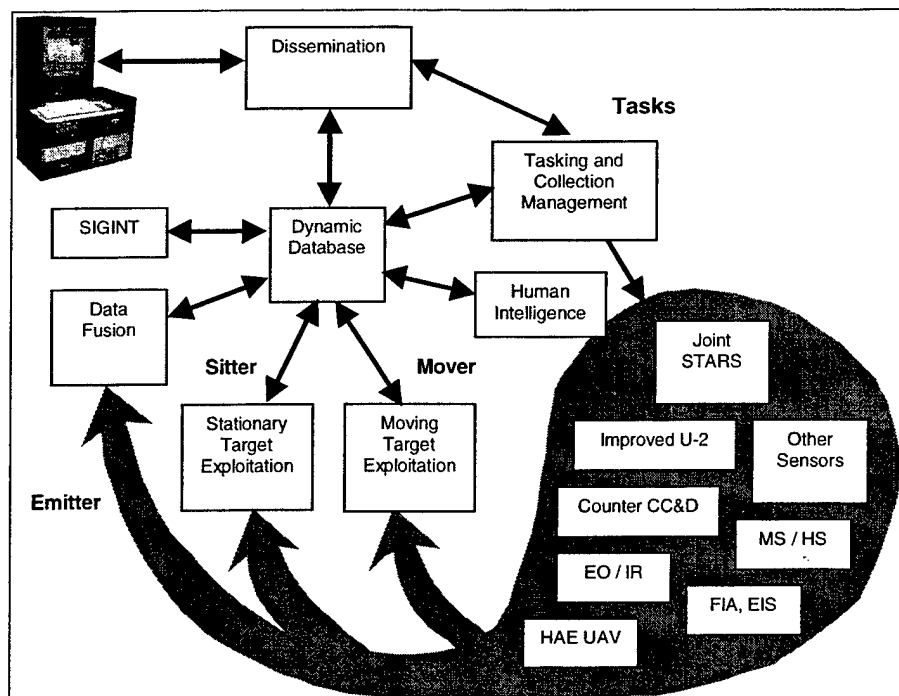 Dissemination
Tasks
Tasking and
Collection
Management
SIGINT
Dynamic
Database
Human
Intelligence
Data
Fusion
Sitter
Mover
Stationary
Target
Exploitation
Moving
Target
Exploitation
Emitter
Joint
STARS
Improved U-2
Other
Sensors
Counter CC&D
MS / HS
EO / IR
FIA, EIS
HAE UAV